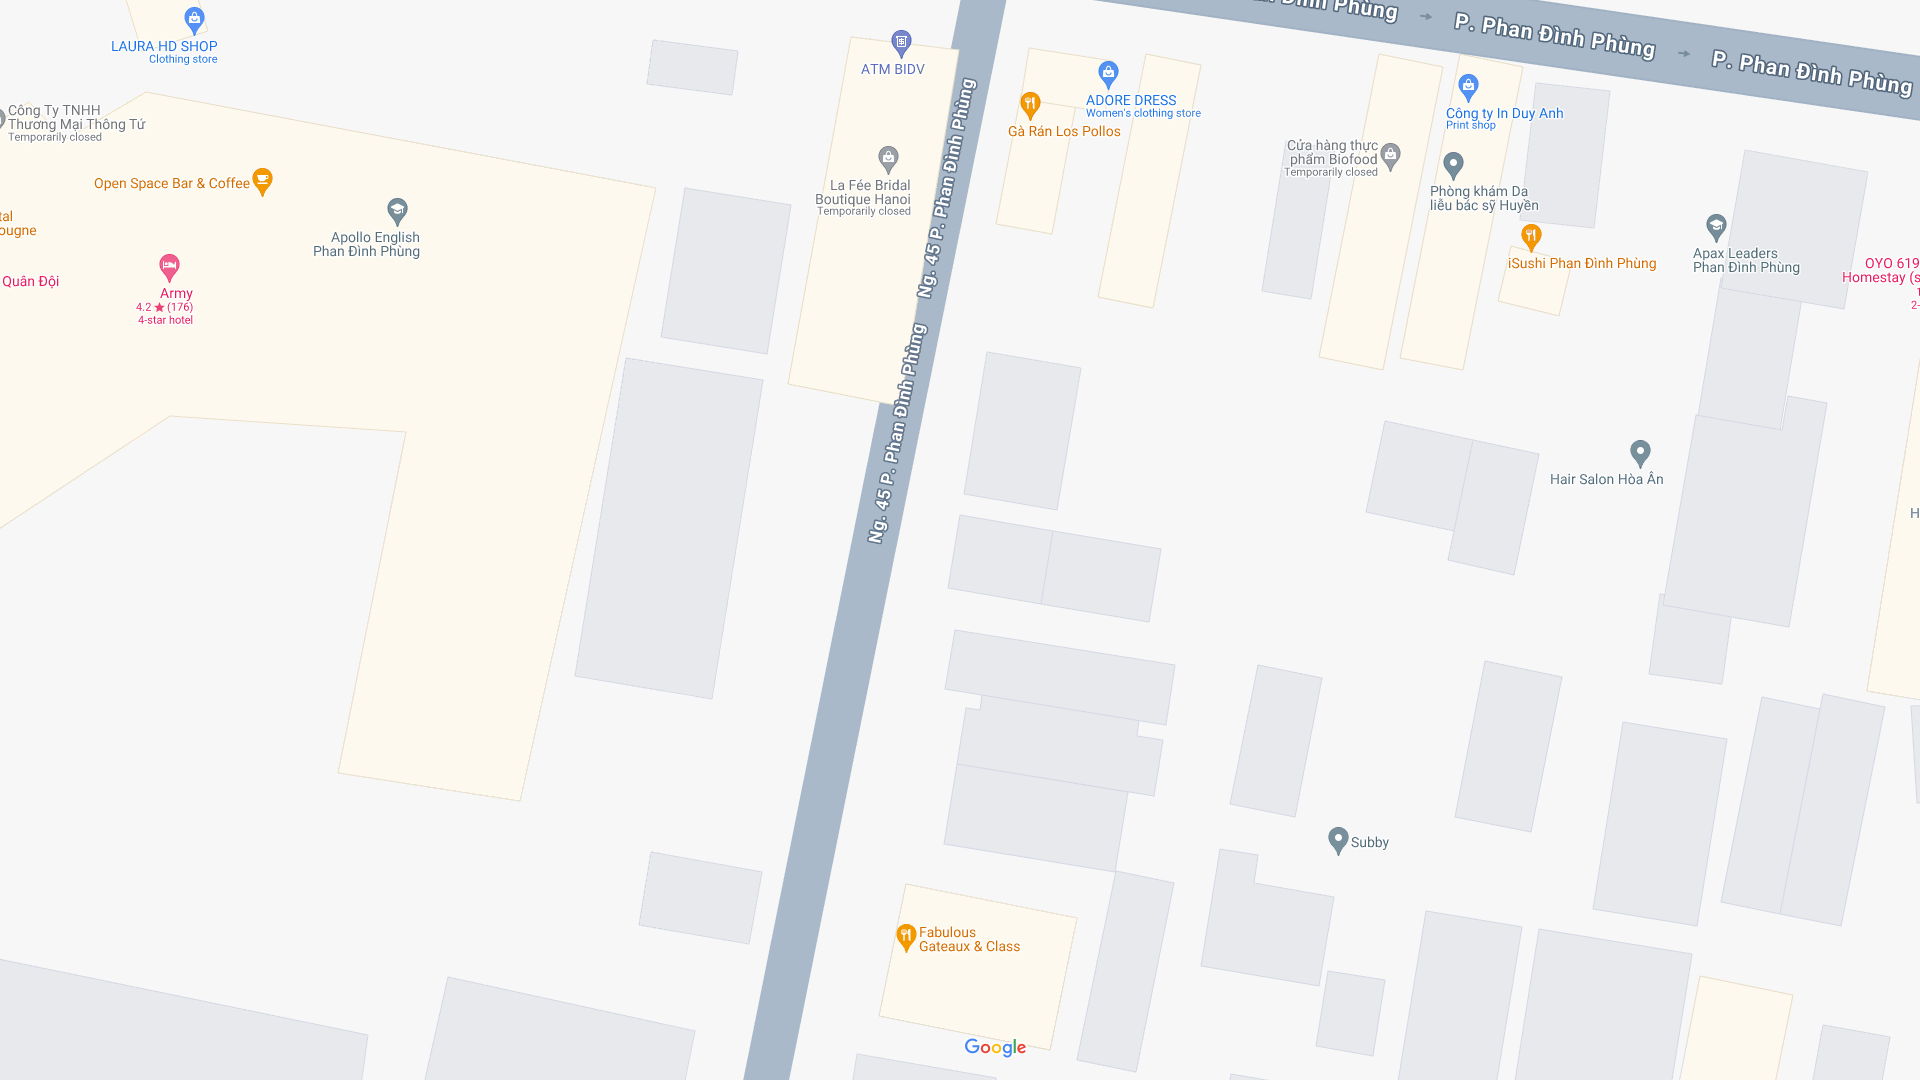 LAURA HD SHOP
Clothing store
Công Ty TNHH
Thương Mại Thông Tứ
Temporarily closed
Open Space Bar & Coffee
Apollo English
Phan Đình Phùng
Quân Đội
Army
4.2 ★ (176)
4-star hotel
ATM BIDV
La Fée Bridal
Boutique Hanoi
Temporarily closed
Ng. 45 P. Phan Đình Phùng
Ng. 45 P. Phan Đình Phùng
Đình Phùng
P. Phan Đình Phùng
P. Phan Đình Phùng
Gà Rán Los Pollos
ADORE DRESS
Women's clothing store
Cửa hàng thực
phẩm Biofood
Temporarily closed
Công ty In Duy Anh
Print shop
Phòng khám Da
liễu bác sỹ Huyền
iSushi Phan Đình Phùng
Apax Leaders
Phan Đình Phùng
OYO 619
Homestay (s
Hair Salon Hòa Ân
Subby
Fabulous
Gateaux & Class
Google